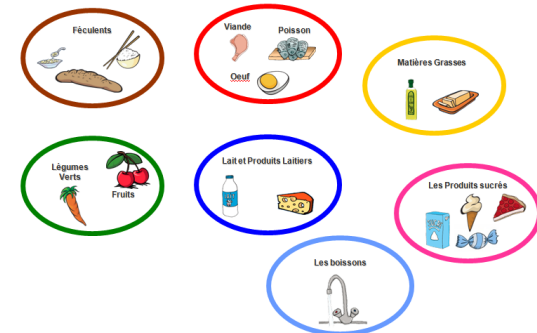 Féculents
Viande
Poisson
Oeuf
Matières Grasses
Légumes
Verts
Fruits
Lait et Produits Laitiers
Les Produits sucrés
Les boissons